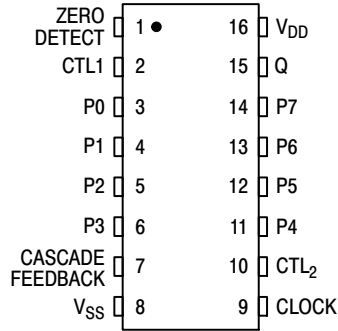 ZERO DETECT 1 16 VDD
CTL1 2 15 Q
P0 3 14 P7
P1 4 13 P6
P2 5 12 P5
P3 6 11 P4
CASCADE FEEDBACK 7 10 CTL2
VSS 8 9 CLOCK